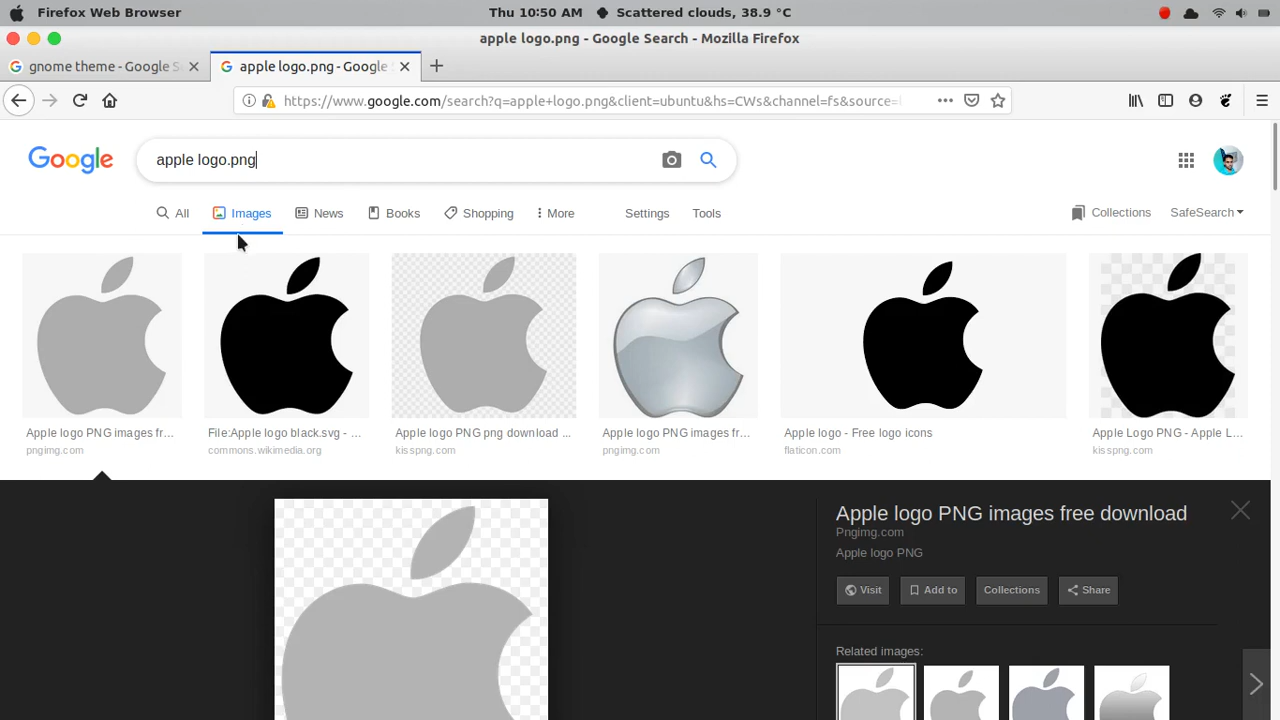 Firefox Web Browser
Thu 10:50 AM
Scattered clouds, 38.9 °C
apple logo.png - Google Search - Mozilla Firefox
gnome theme - Google S
apple logo.png - Google
https://www.google.com/search?q=apple+logo.png&client=ubuntu&hs=CWs&channel=fs&source=l
Google
apple logo.png
All
Images
News
Books
Shopping
More
Settings
Tools
Collections
SafeSearch
Apple logo PNG images fr...
pngimg.com
File:Apple logo black.svg - ...
commons.wikimedia.org
Apple logo PNG png download ...
kisspng.com
Apple logo PNG images fr...
pngimg.com
Apple logo - Free logo icons
flaticon.com
Apple Logo PNG - Apple L...
kisspng.com
Apple logo PNG images free download
Pngimg.com
Apple logo PNG
Visit
Add to
Collections
Share
Related images: